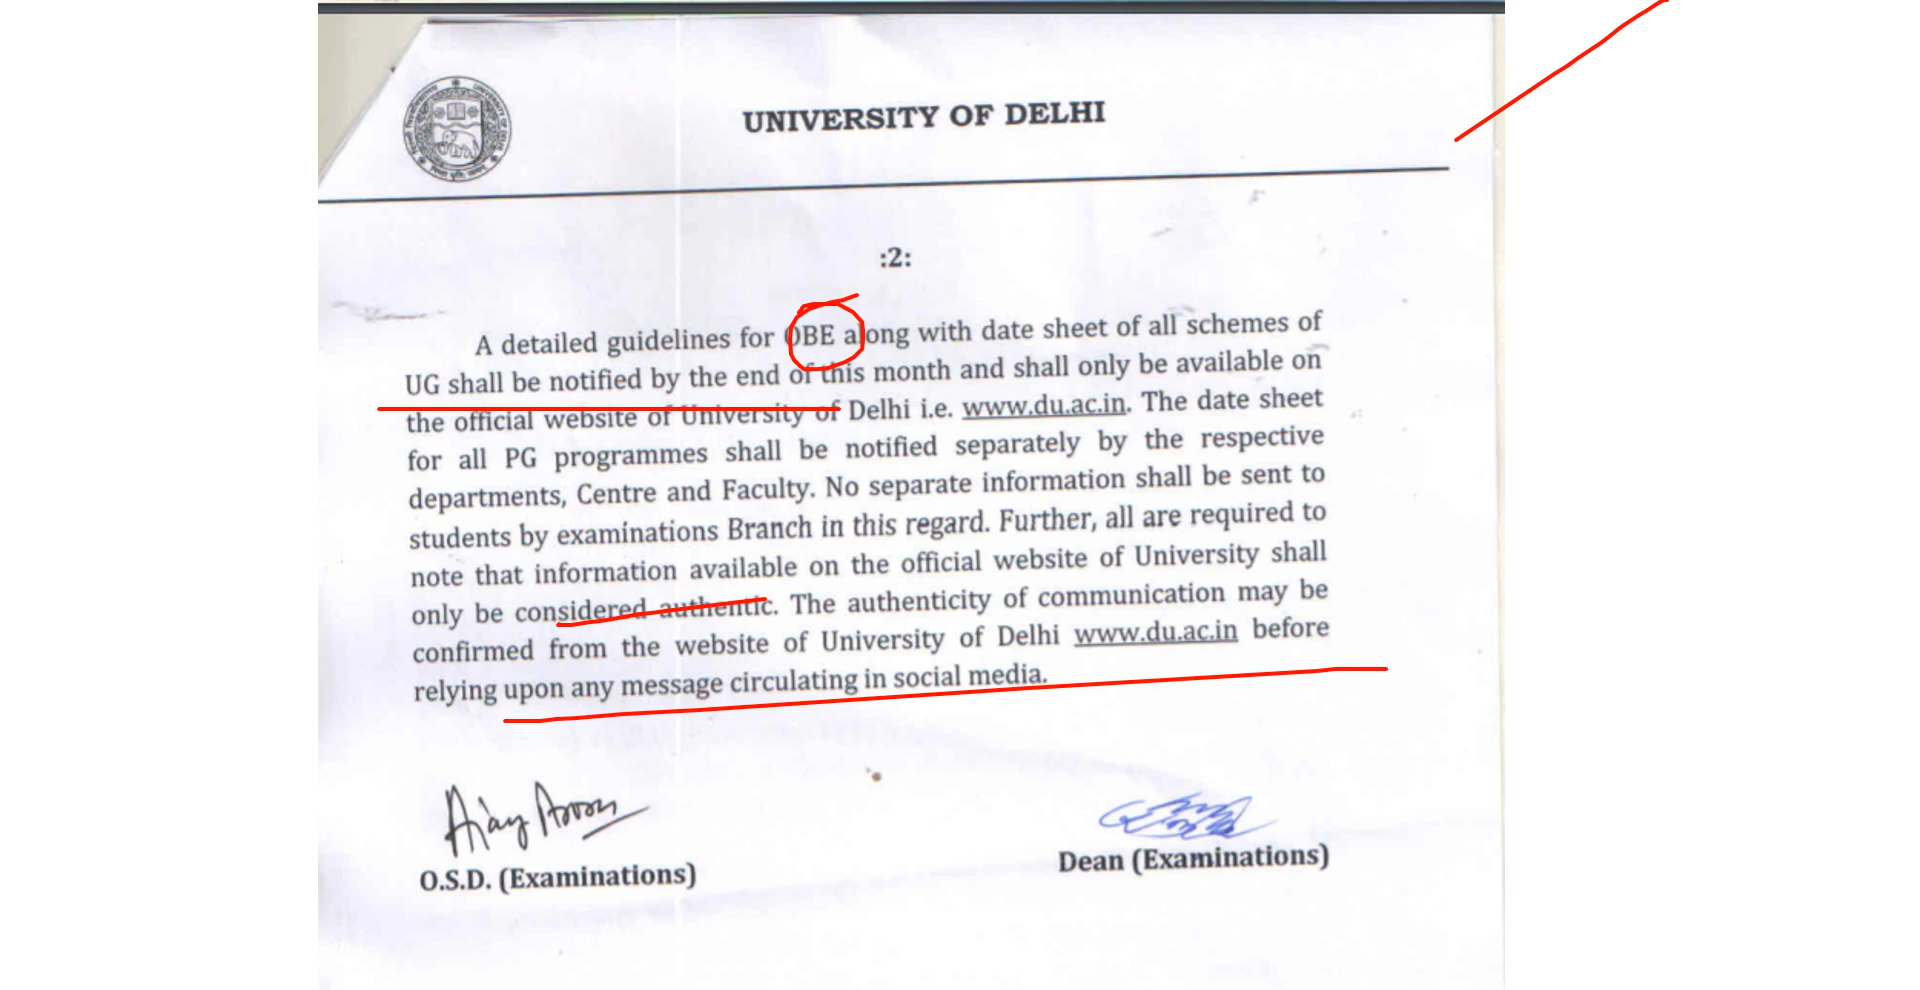 UNIVERSITY OF DELHI
:2:
A detailed guidelines for OBE along with date sheet of all schemes of
UG shall be notified by the end of this month and shall only be available on
the official website of University of Delhi i.e. www.du.ac.in. The date sheet
for all PG programmes shall be notified separately by the respective
departments, Centre and Faculty. No separate information shall be sent to
students by examinations Branch in this regard. Further, all are required to
note that information available on the official website of University shall
only be considered authentic. The authenticity of communication may be
confirmed from the website of University of Delhi www.du.ac.in before
relying upon any message circulating in social media.
O.S.D. (Examinations)
Dean (Examinations)